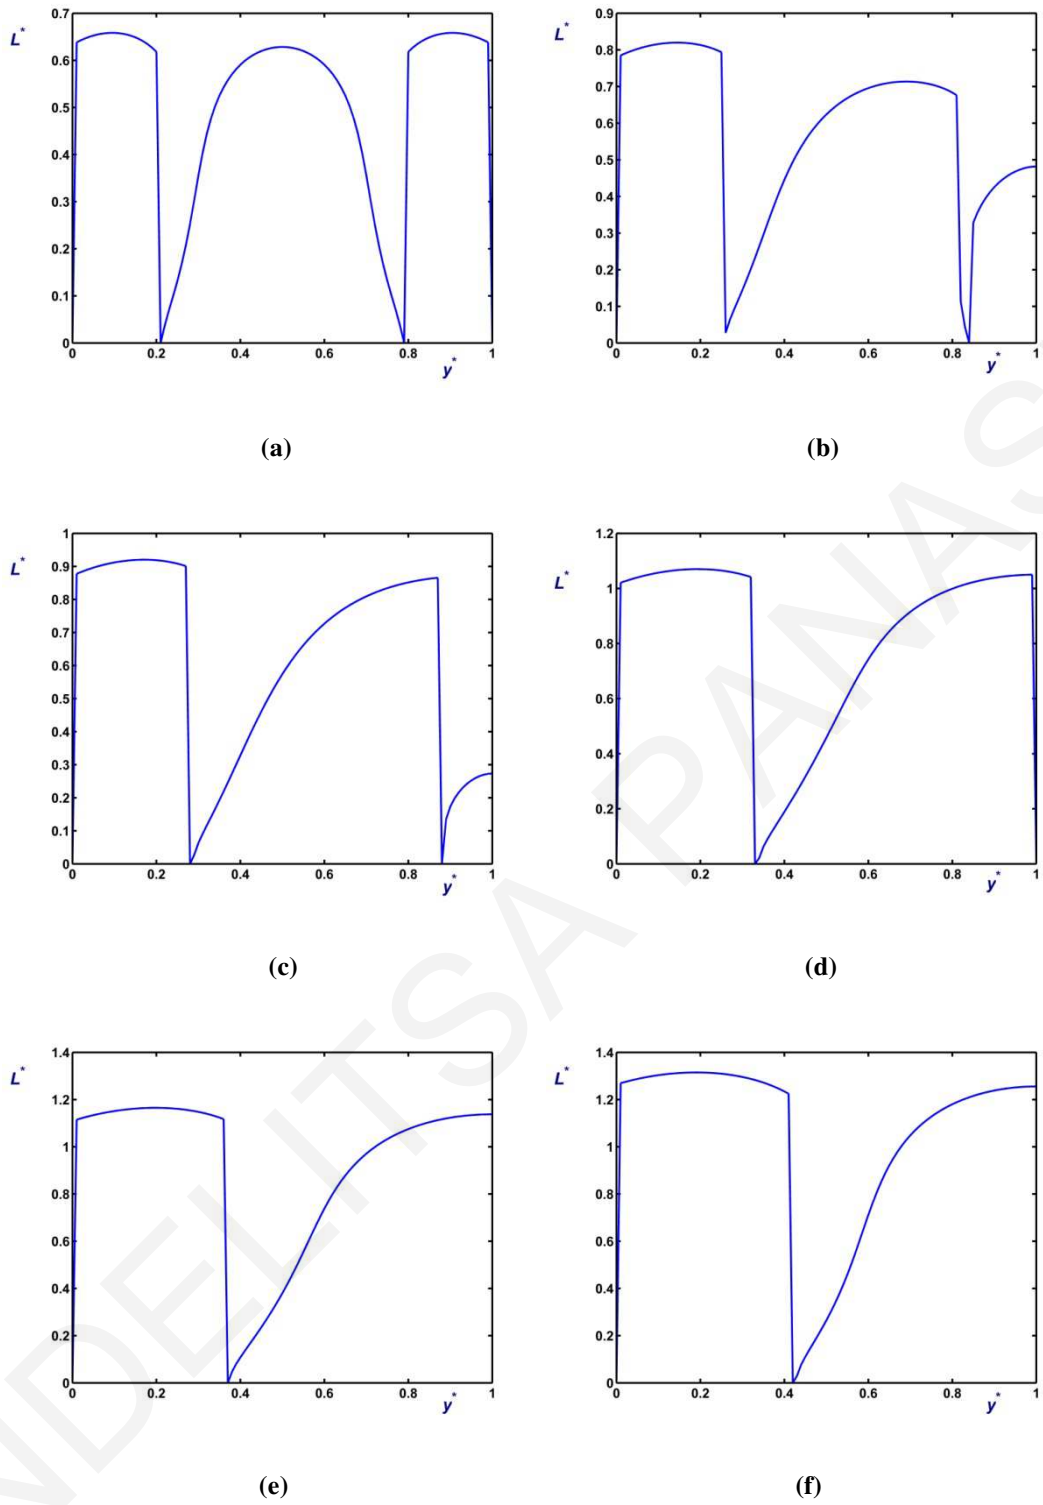 0.7 0.6 0.5 0.4 0.3 0.2 0.1 0
L*
0 0.2 0.4 0.6 0.8 1
y*
(a)
0.9 0.8 0.7 0.6 0.5 0.4 0.3 0.2 0.1 0
L*
0 0.2 0.4 0.6 0.8 1
y*
(b)
1 0.9 0.8 0.7 0.6 0.5 0.4 0.3 0.2 0.1 0
L*
0 0.2 0.4 0.6 0.8 1
y*
(c)
1.2 1 0.8 0.6 0.4 0.2 0
L*
0 0.2 0.4 0.6 0.8 1
y*
(d)
1.4 1.2 1 0.8 0.6 0.4 0.2 0
L*
0 0.2 0.4 0.6 0.8 1
y*
(e)
1.4 1.2 1 0.8 0.6 0.4 0.2 0
L*
0 0.2 0.4 0.6 0.8 1
y*
(f)
NDELITSA PANAS